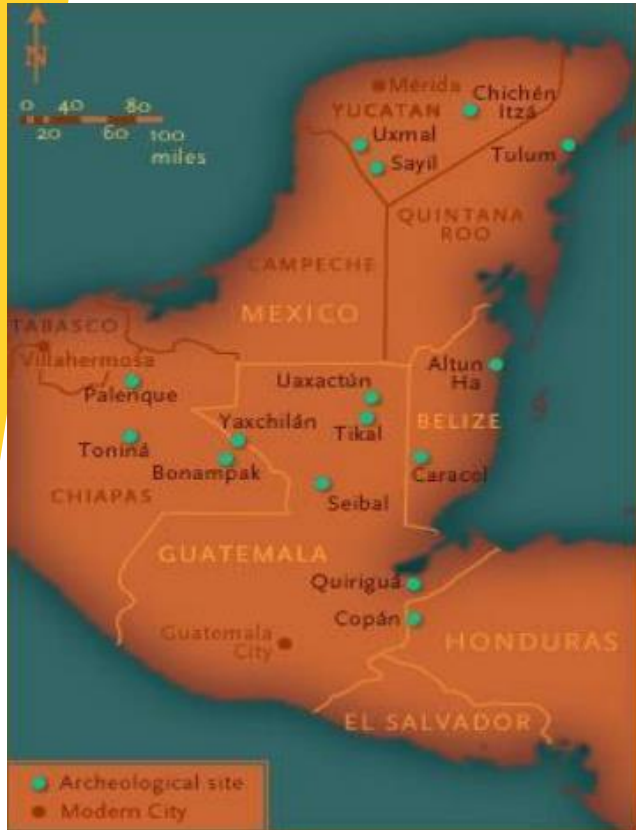 N
0 40 80
20 60 100
miles
Mérida
YUCATAN
Chichén
Itzá
Uxmal
Sayil
Tulum
QUINTANA
ROO
CAMPECHE
MEXICO
TABASCO
Villahermosa
Palenque
Altun
Ha
Uaxactún
Tikal
BELIZE
Yaxchilán
Toniná
Bonampak
Caracol
CHIAPAS
Seibal
GUATEMALA
Quiriguá
Copán
Guatemala
City
HONDURAS
EL SALVADOR
Archeological site
Modern City